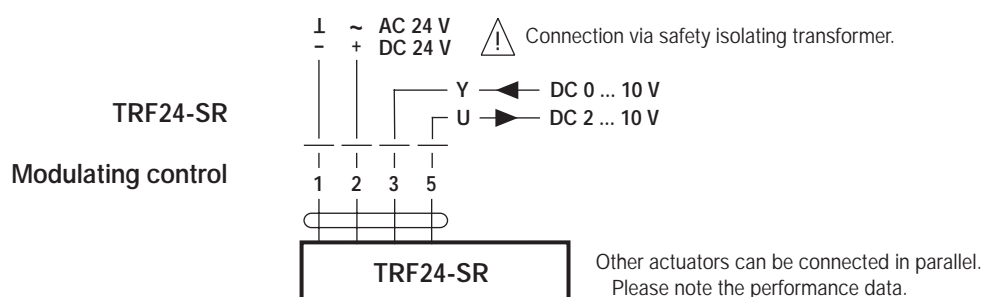 ⊥ ~ AC 24 V
− + DC 24 V
! Connection via safety isolating transformer.
Y DC 0 ... 10 V
TRF24-SR
U DC 2 ... 10 V
Modulating control
1 2 3 5
TRF24-SR
Other actuators can be connected in parallel.
Please note the performance data.